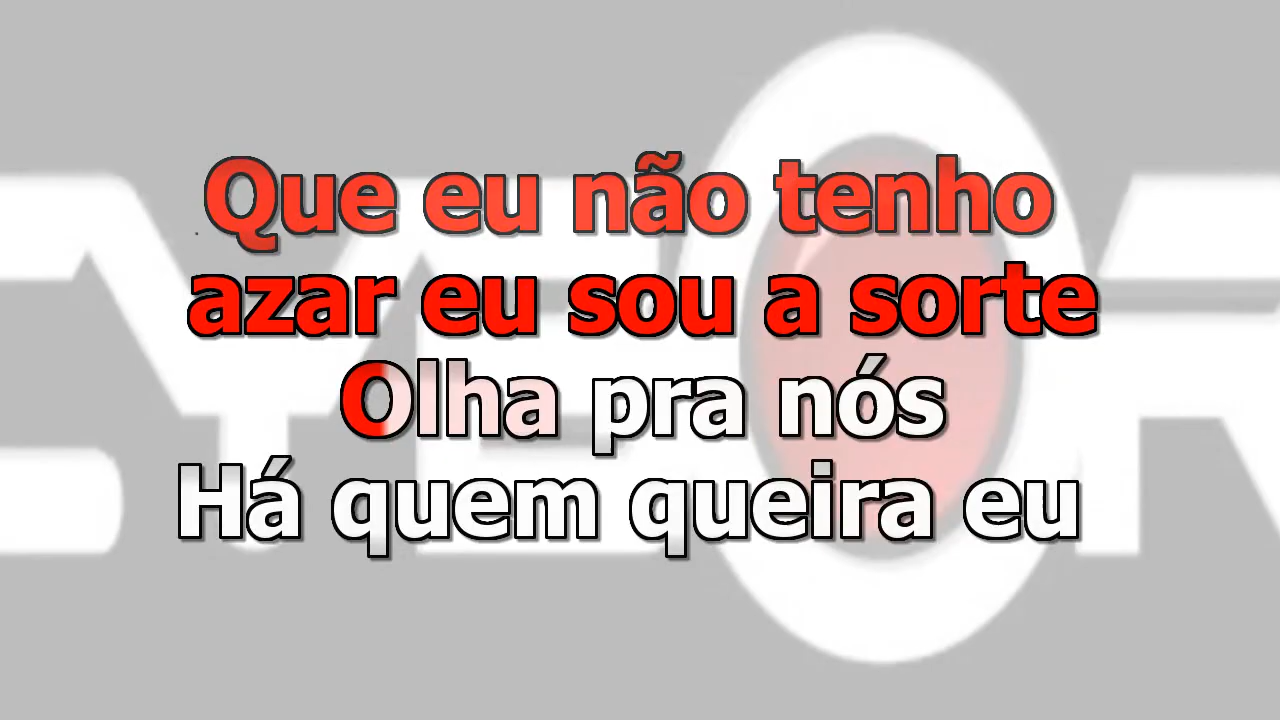 Que eu não tenho
azar eu sou a sorte
Olha pra nós
Há quem queira eu